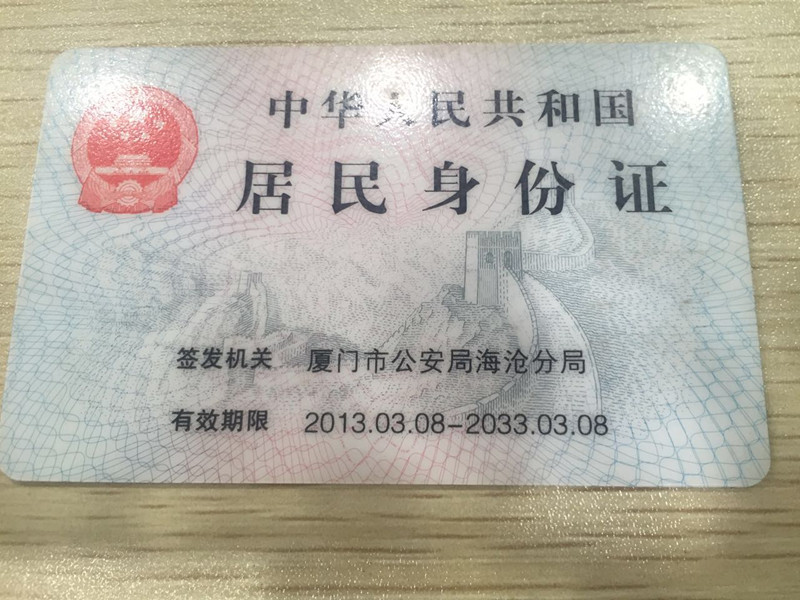 中华人民共和国
居民身份证
签发机关 厦门市公安局海沧分局
有效期限 2013.03.08-2033.03.08